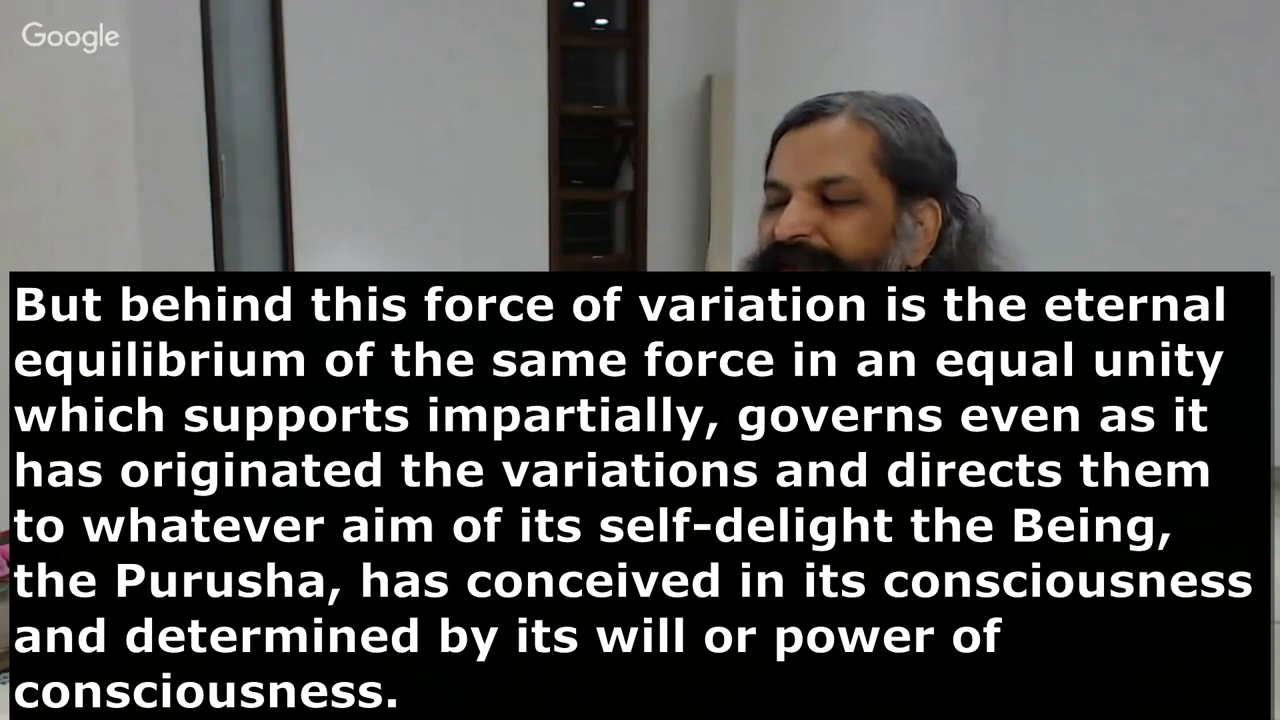 Google
But behind this force of variation is the eternal
equilibrium of the same force in an equal unity
which supports impartially, governs even as it
has originated the variations and directs them
to whatever aim of its self-delight the Being,
the Purusha, has conceived in its consciousness
and determined by its will or power of
consciousness.